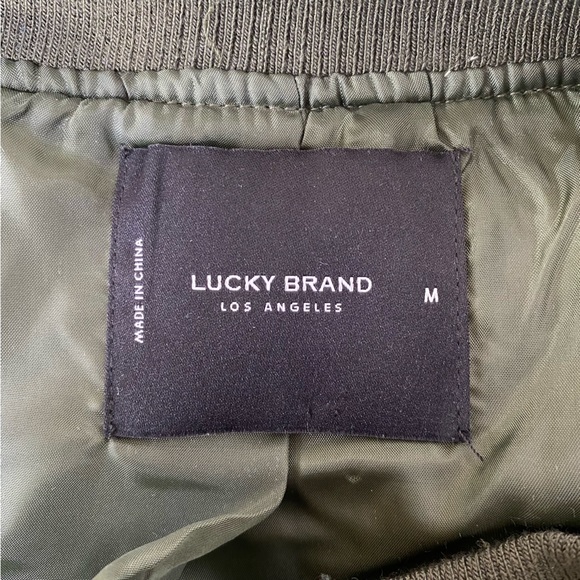 MADE IN CHINA
LUCKY BRAND
LOS ANGELES
M